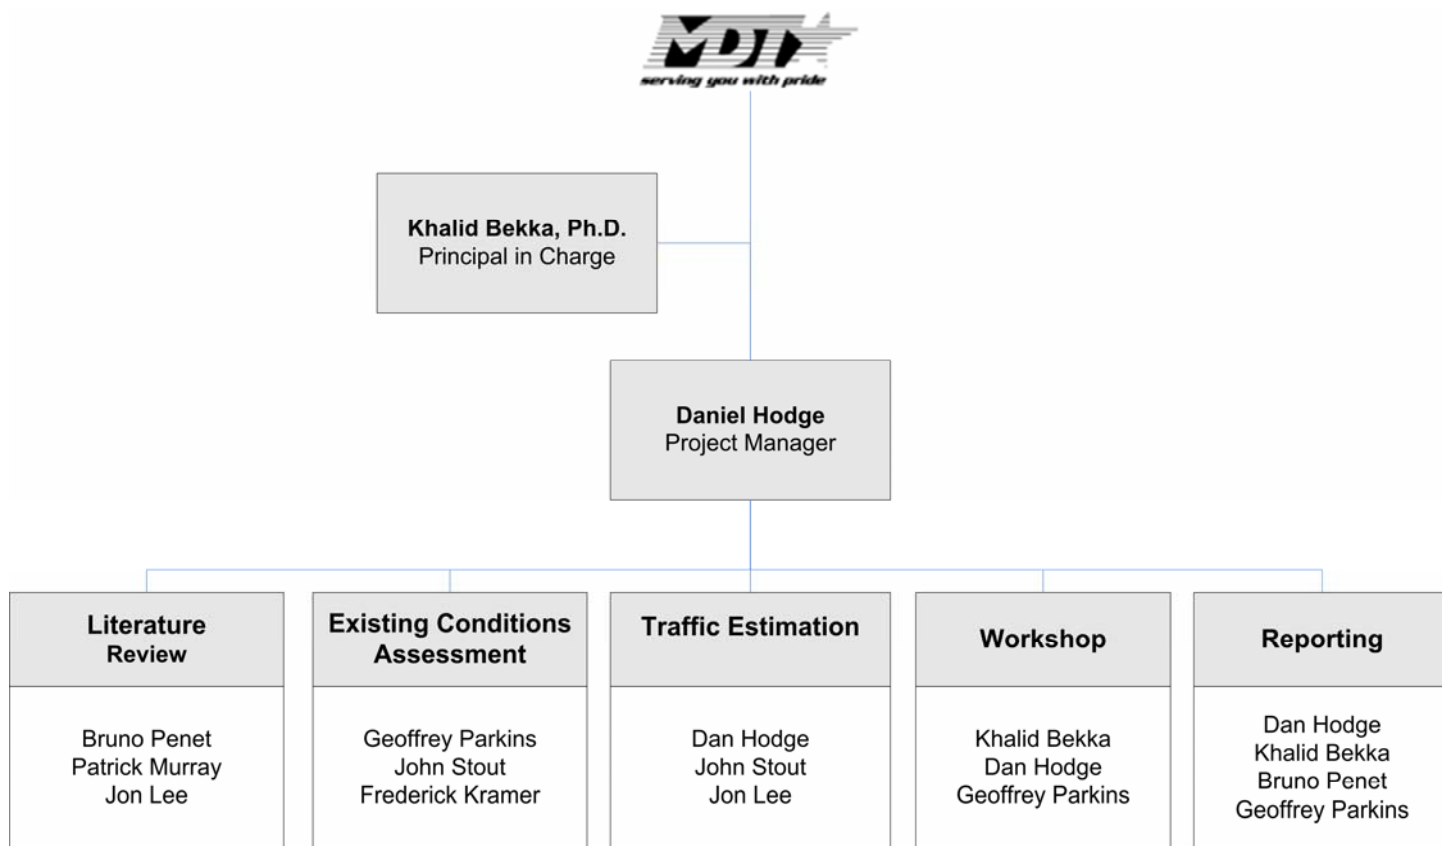 MDT
serving you with pride
Khalid Bekka, Ph.D.
Principal in Charge
Daniel Hodge
Project Manager
Literature
Review
Bruno Penet
Patrick Murray
Jon Lee
Existing Conditions
Assessment
Geoffrey Parkins
John Stout
Frederick Kramer
Traffic Estimation
Dan Hodge
John Stout
Jon Lee
Workshop
Khalid Bekka
Dan Hodge
Geoffrey Parkins
Reporting
Dan Hodge
Khalid Bekka
Bruno Penet
Geoffrey Parkins